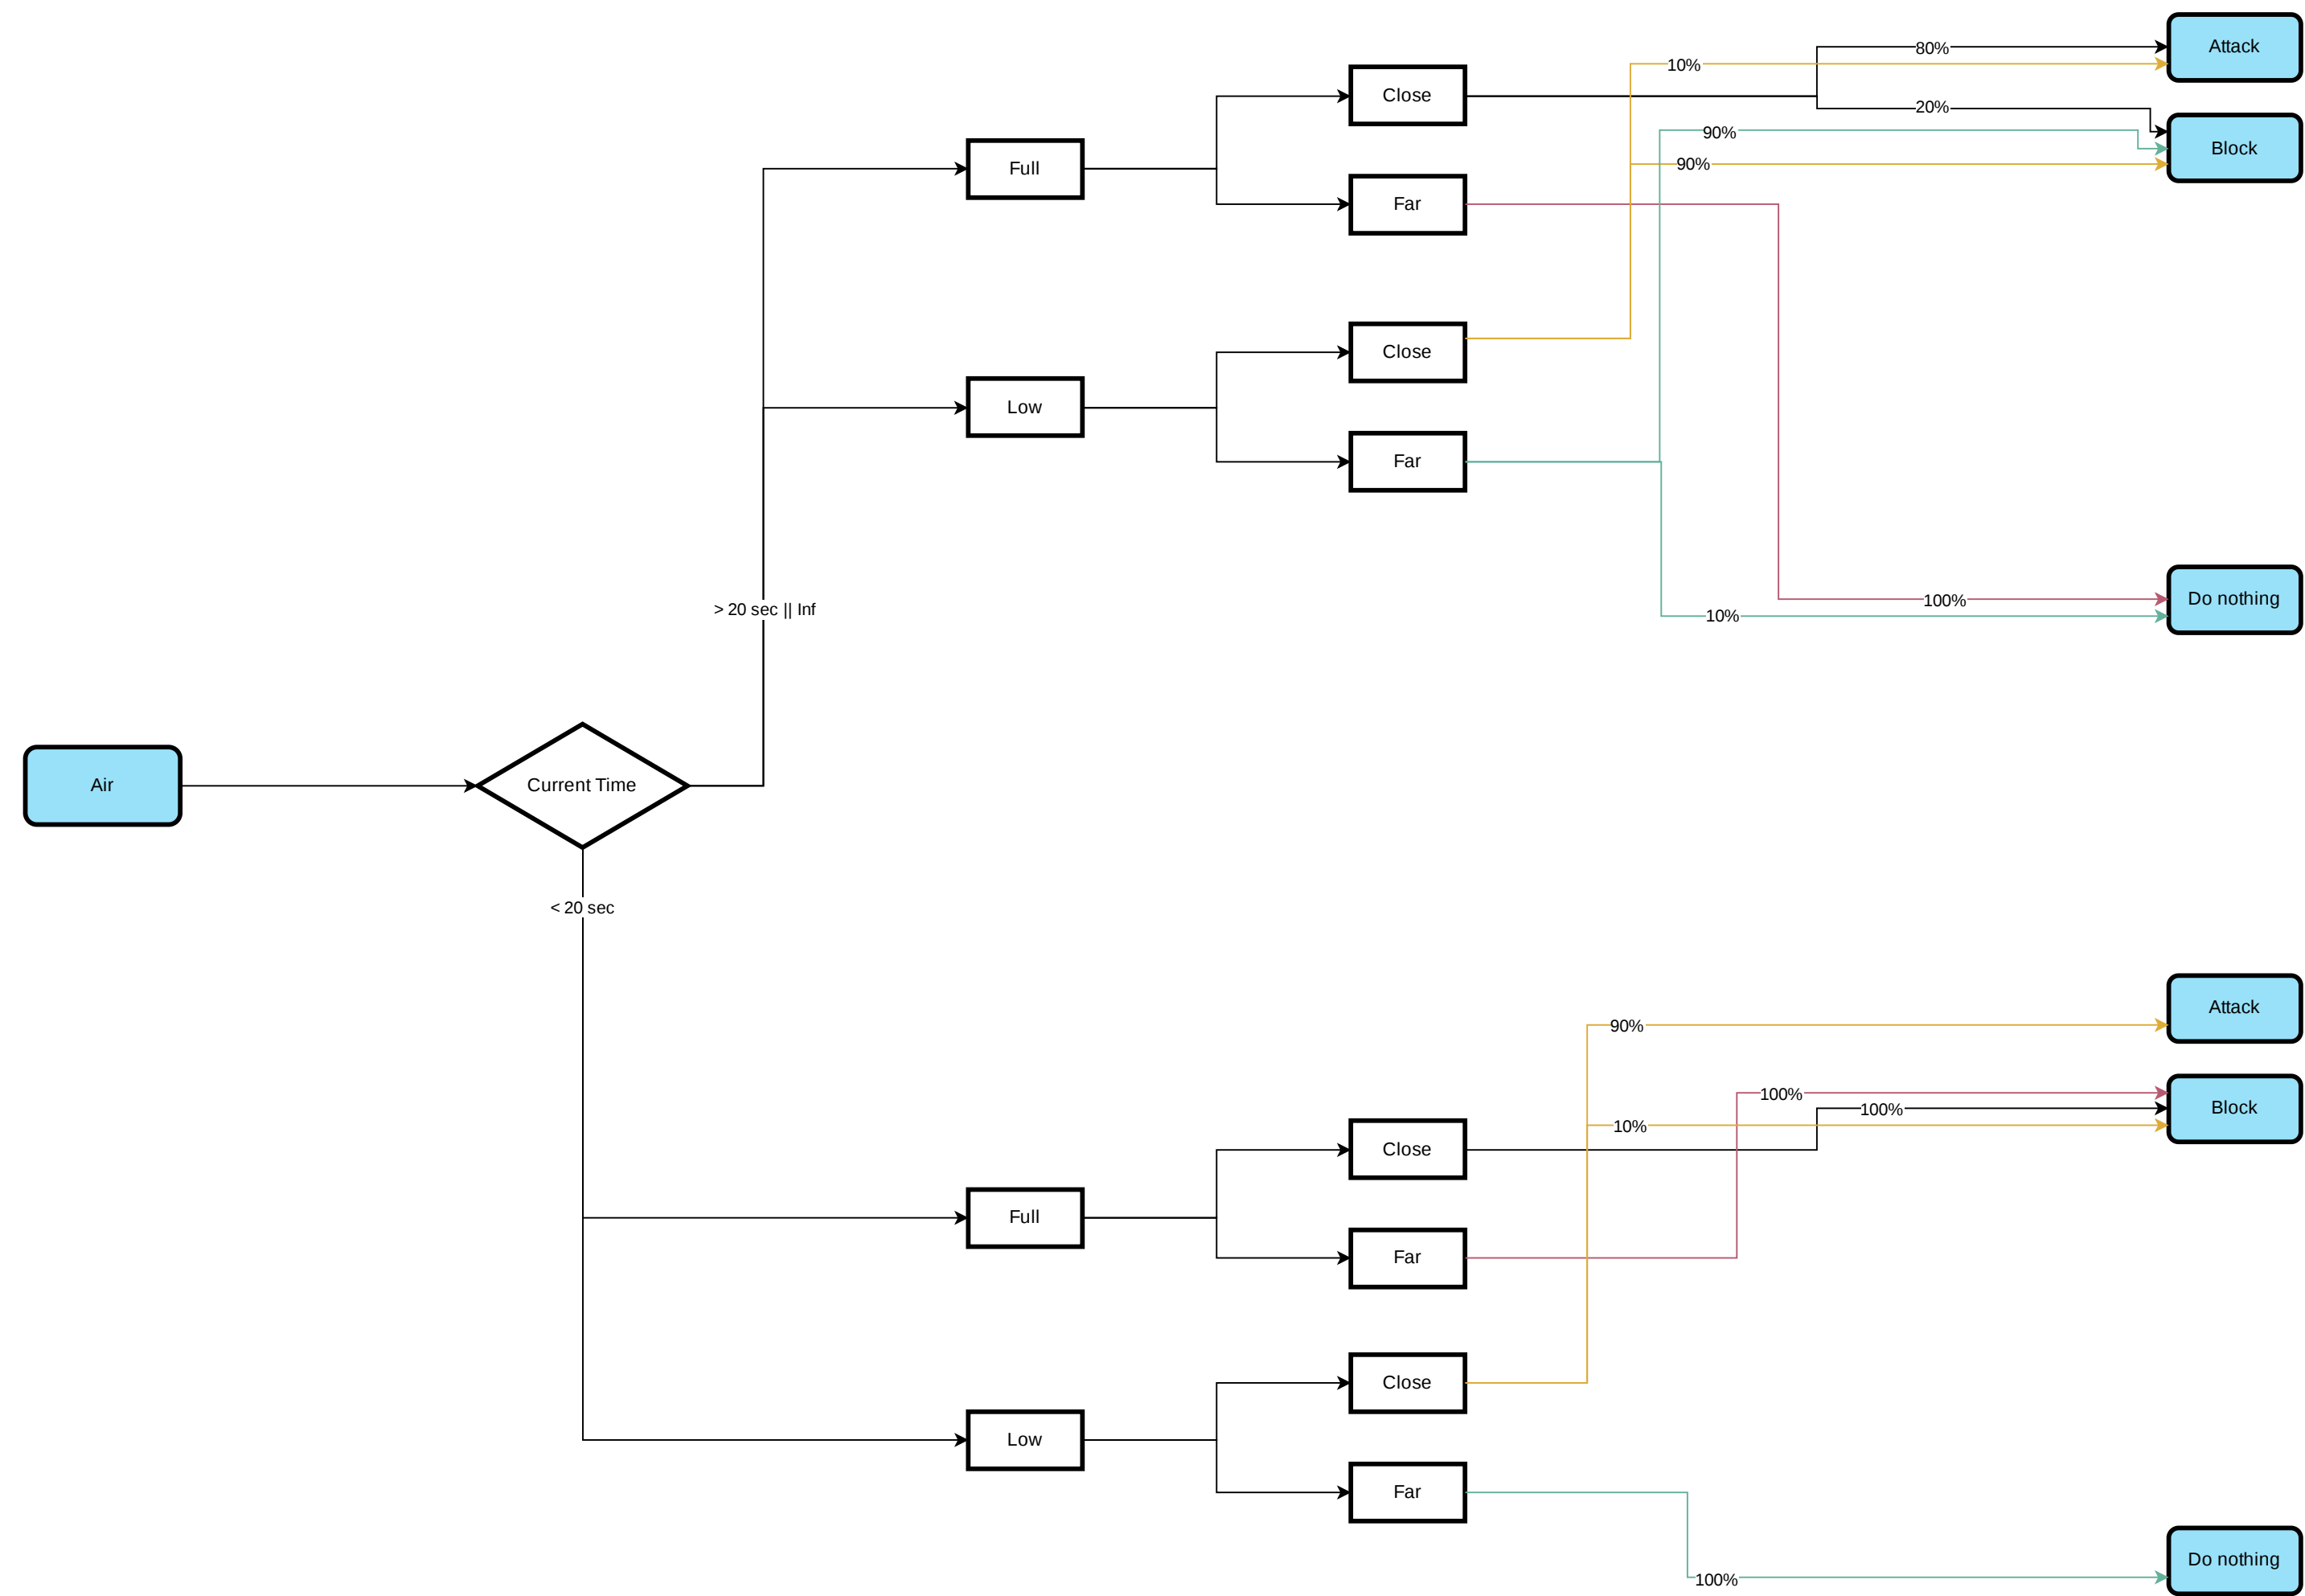 Attack
80%
10%
Close
20%
90%
Block
Full
90%
Far
Close
Low
Far
Do nothing
100%
> 20 sec || Inf
10%
Air
Current Time
< 20 sec
Attack
90%
100%
Block
100%
10%
Close
Full
Far
Close
Low
Far
Do nothing
100%